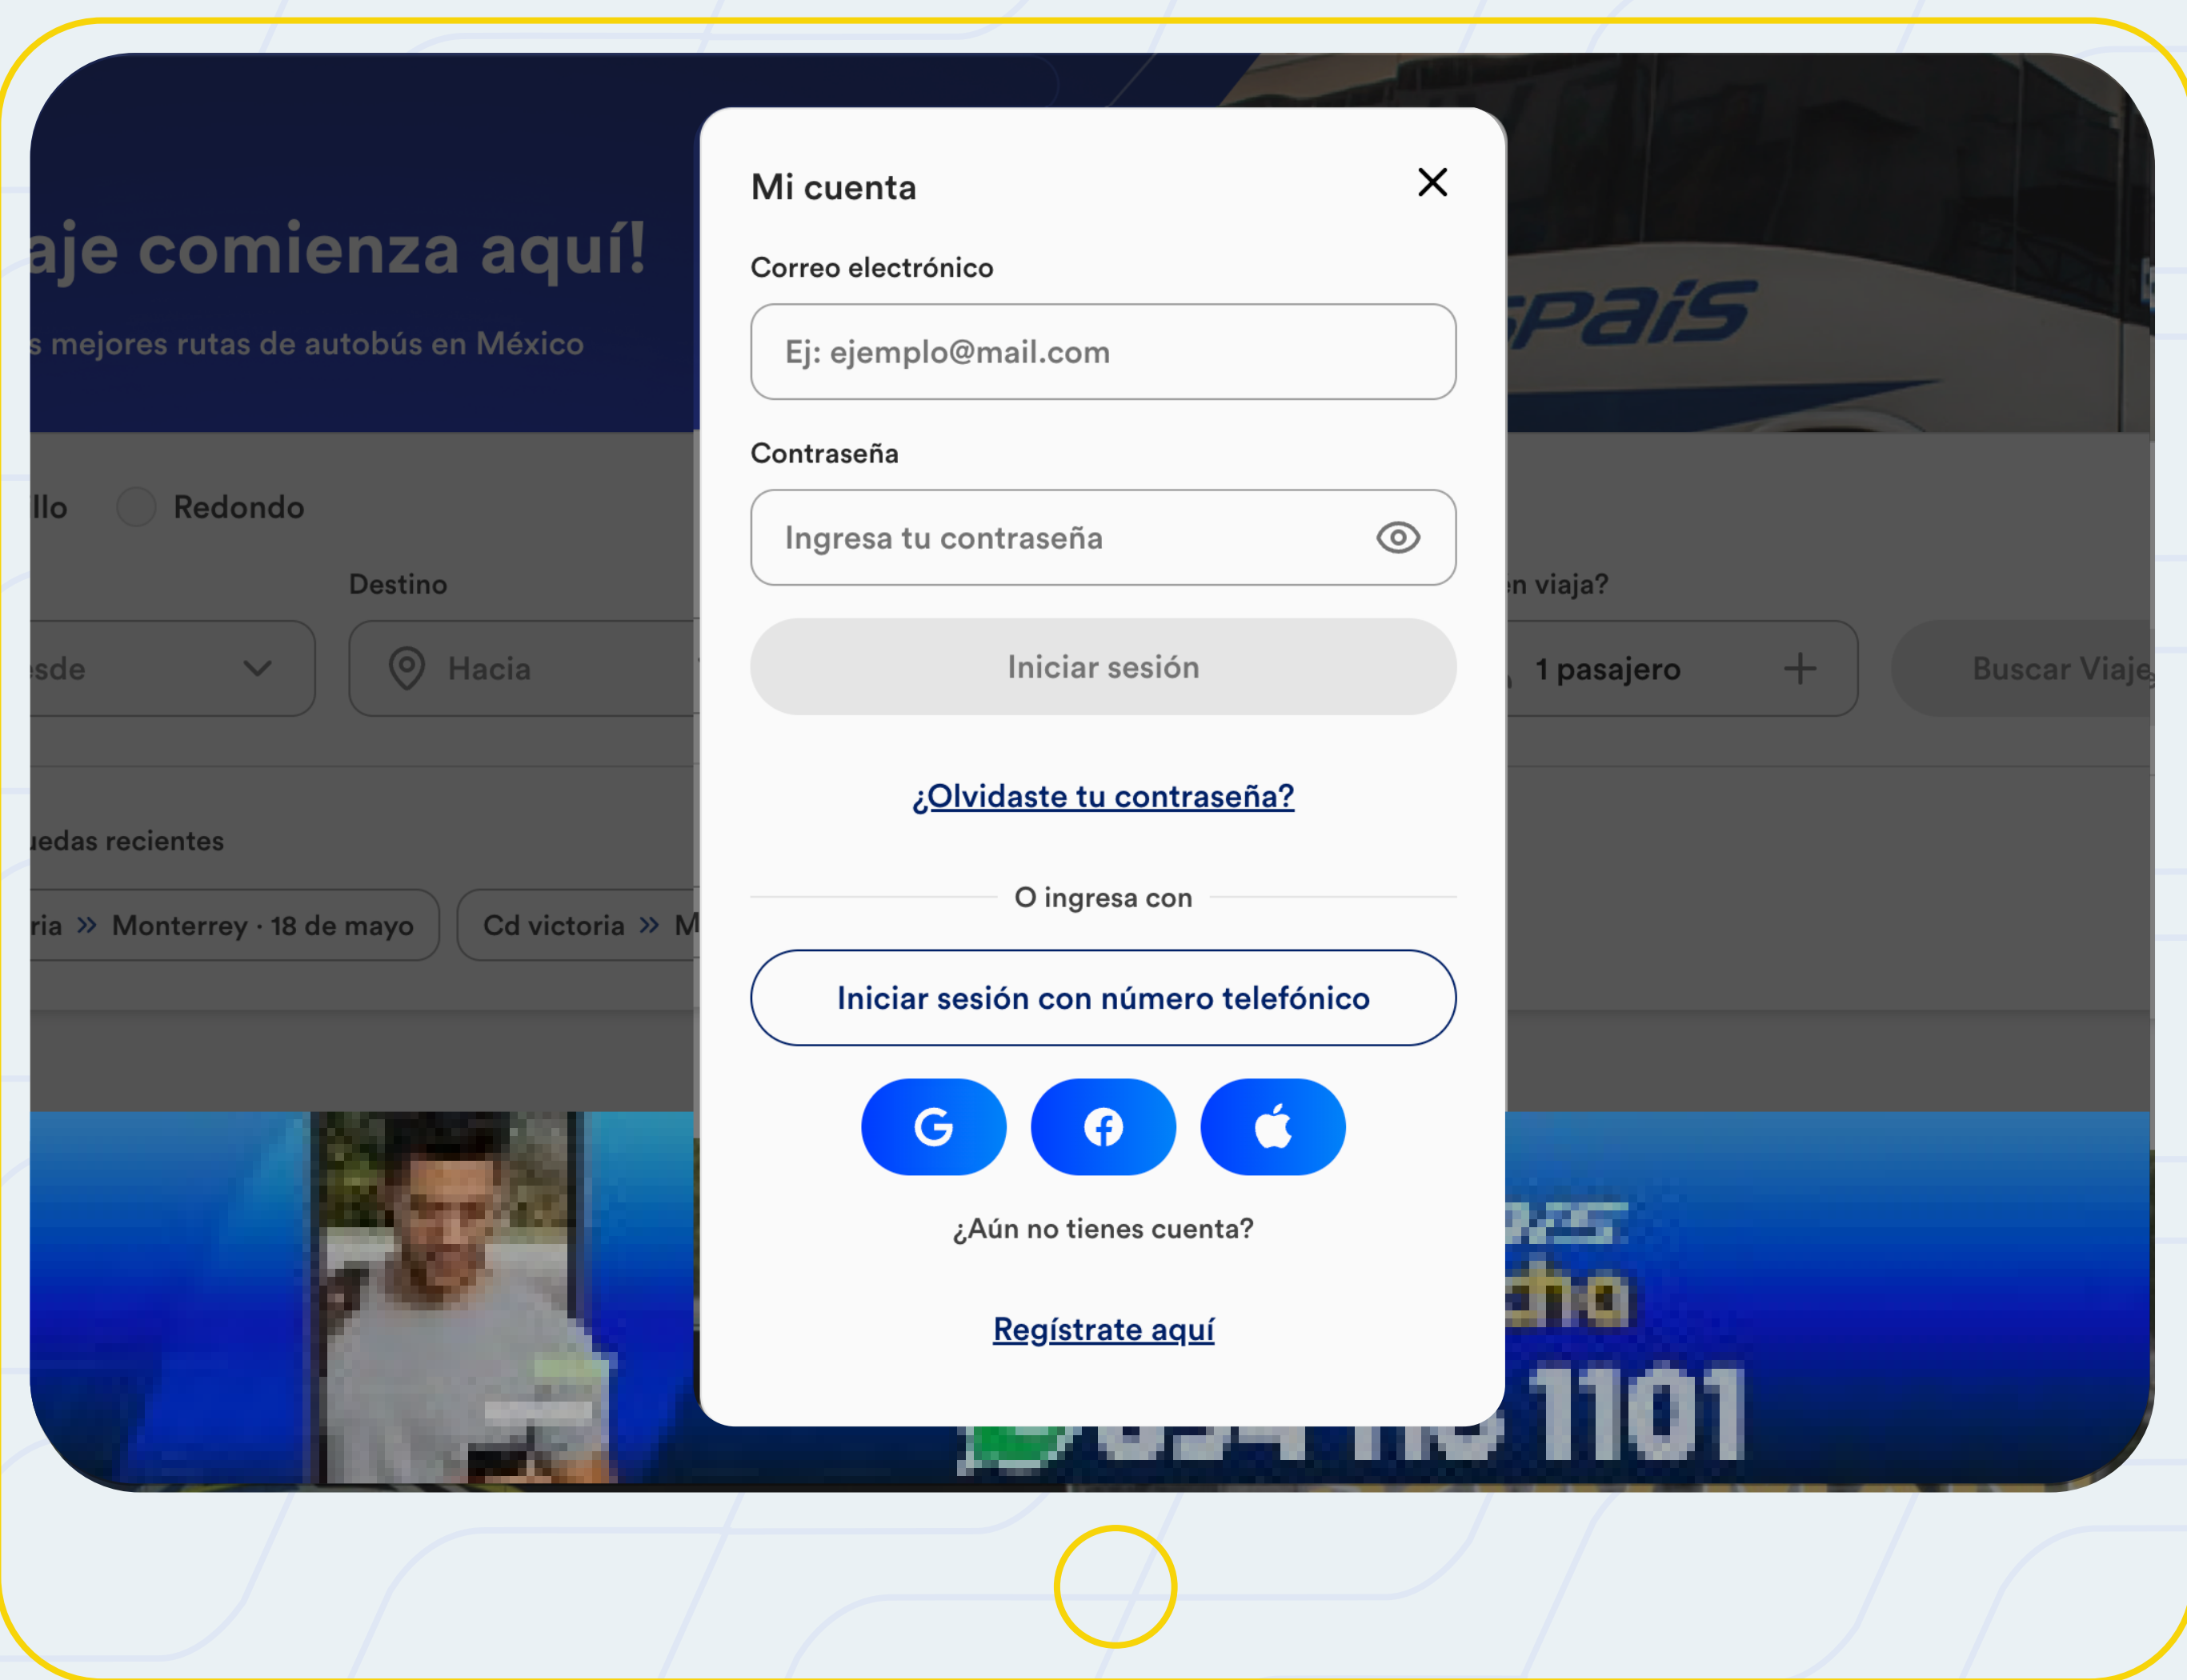 Mi cuenta
Correo electrónico
Ej: ejemplo@mail.com
Contraseña
Ingresa tu contraseña
Iniciar sesión
¿Olvidaste tu contraseña?
O ingresa con
Iniciar sesión con número telefónico
¿Aún no tienes cuenta?
Regístrate aquí
aje comienza aquí!
s mejores rutas de autobús en México
pais
llo
Redondo
Destino
n viaja?
sde
Hacia
1 pasajero
Buscar Viaje
uedas recientes
ria » Monterrey · 18 de mayo
Cd victoria » M
1101